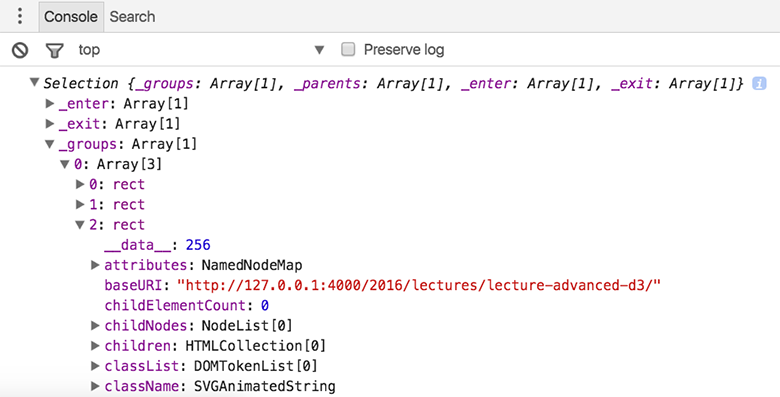 Console Search
top Preserve log
Selection {_groups: Array[1], _parents: Array[1], _enter: Array[1], _exit: Array[1]} i
_enter: Array[1]
_exit: Array[1]
_groups: Array[1]
0: Array[3]
0: rect
1: rect
2: rect
__data__: 256
attributes: NamedNodeMap
baseURI: "http://127.0.0.1:4000/2016/lectures/lecture-advanced-d3/"
childElementCount: 0
childNodes: NodeList[0]
children: HTMLCollection[0]
classList: DOMTokenList[0]
className: SVGAnimatedString